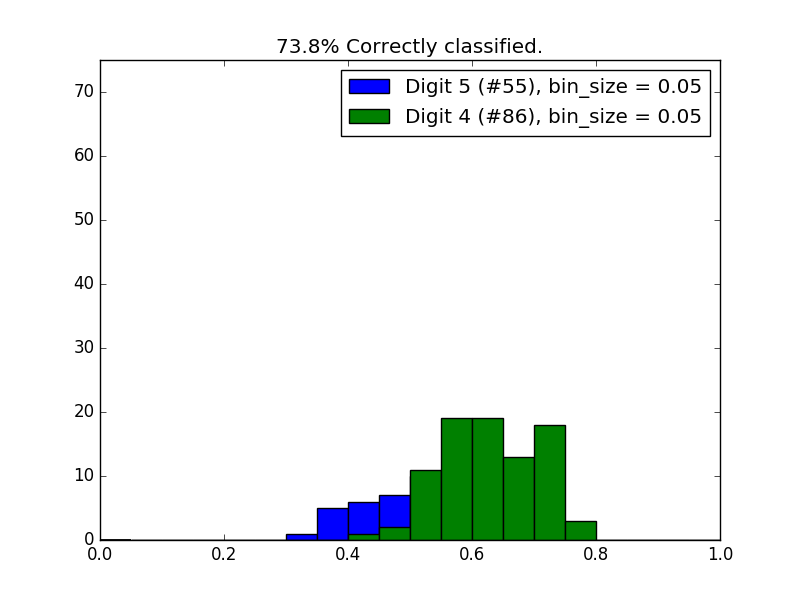 73.8% Correctly classified.
Digit 5 (#55), bin_size = 0.05
Digit 4 (#86), bin_size = 0.05
70
60
50
40
30
20
10
0
0.0 0.2 0.4 0.6 0.8 1.0